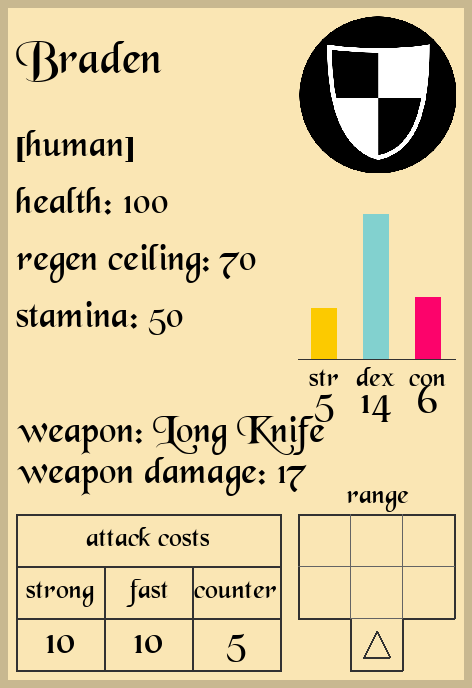 Braden
[human]
health: 100
regen ceiling: 70
stamina: 50
str dex con
5 14 6
weapon: Long Knife
weapon damage: 17
range
attack costs
strong fast counter
10 10 5